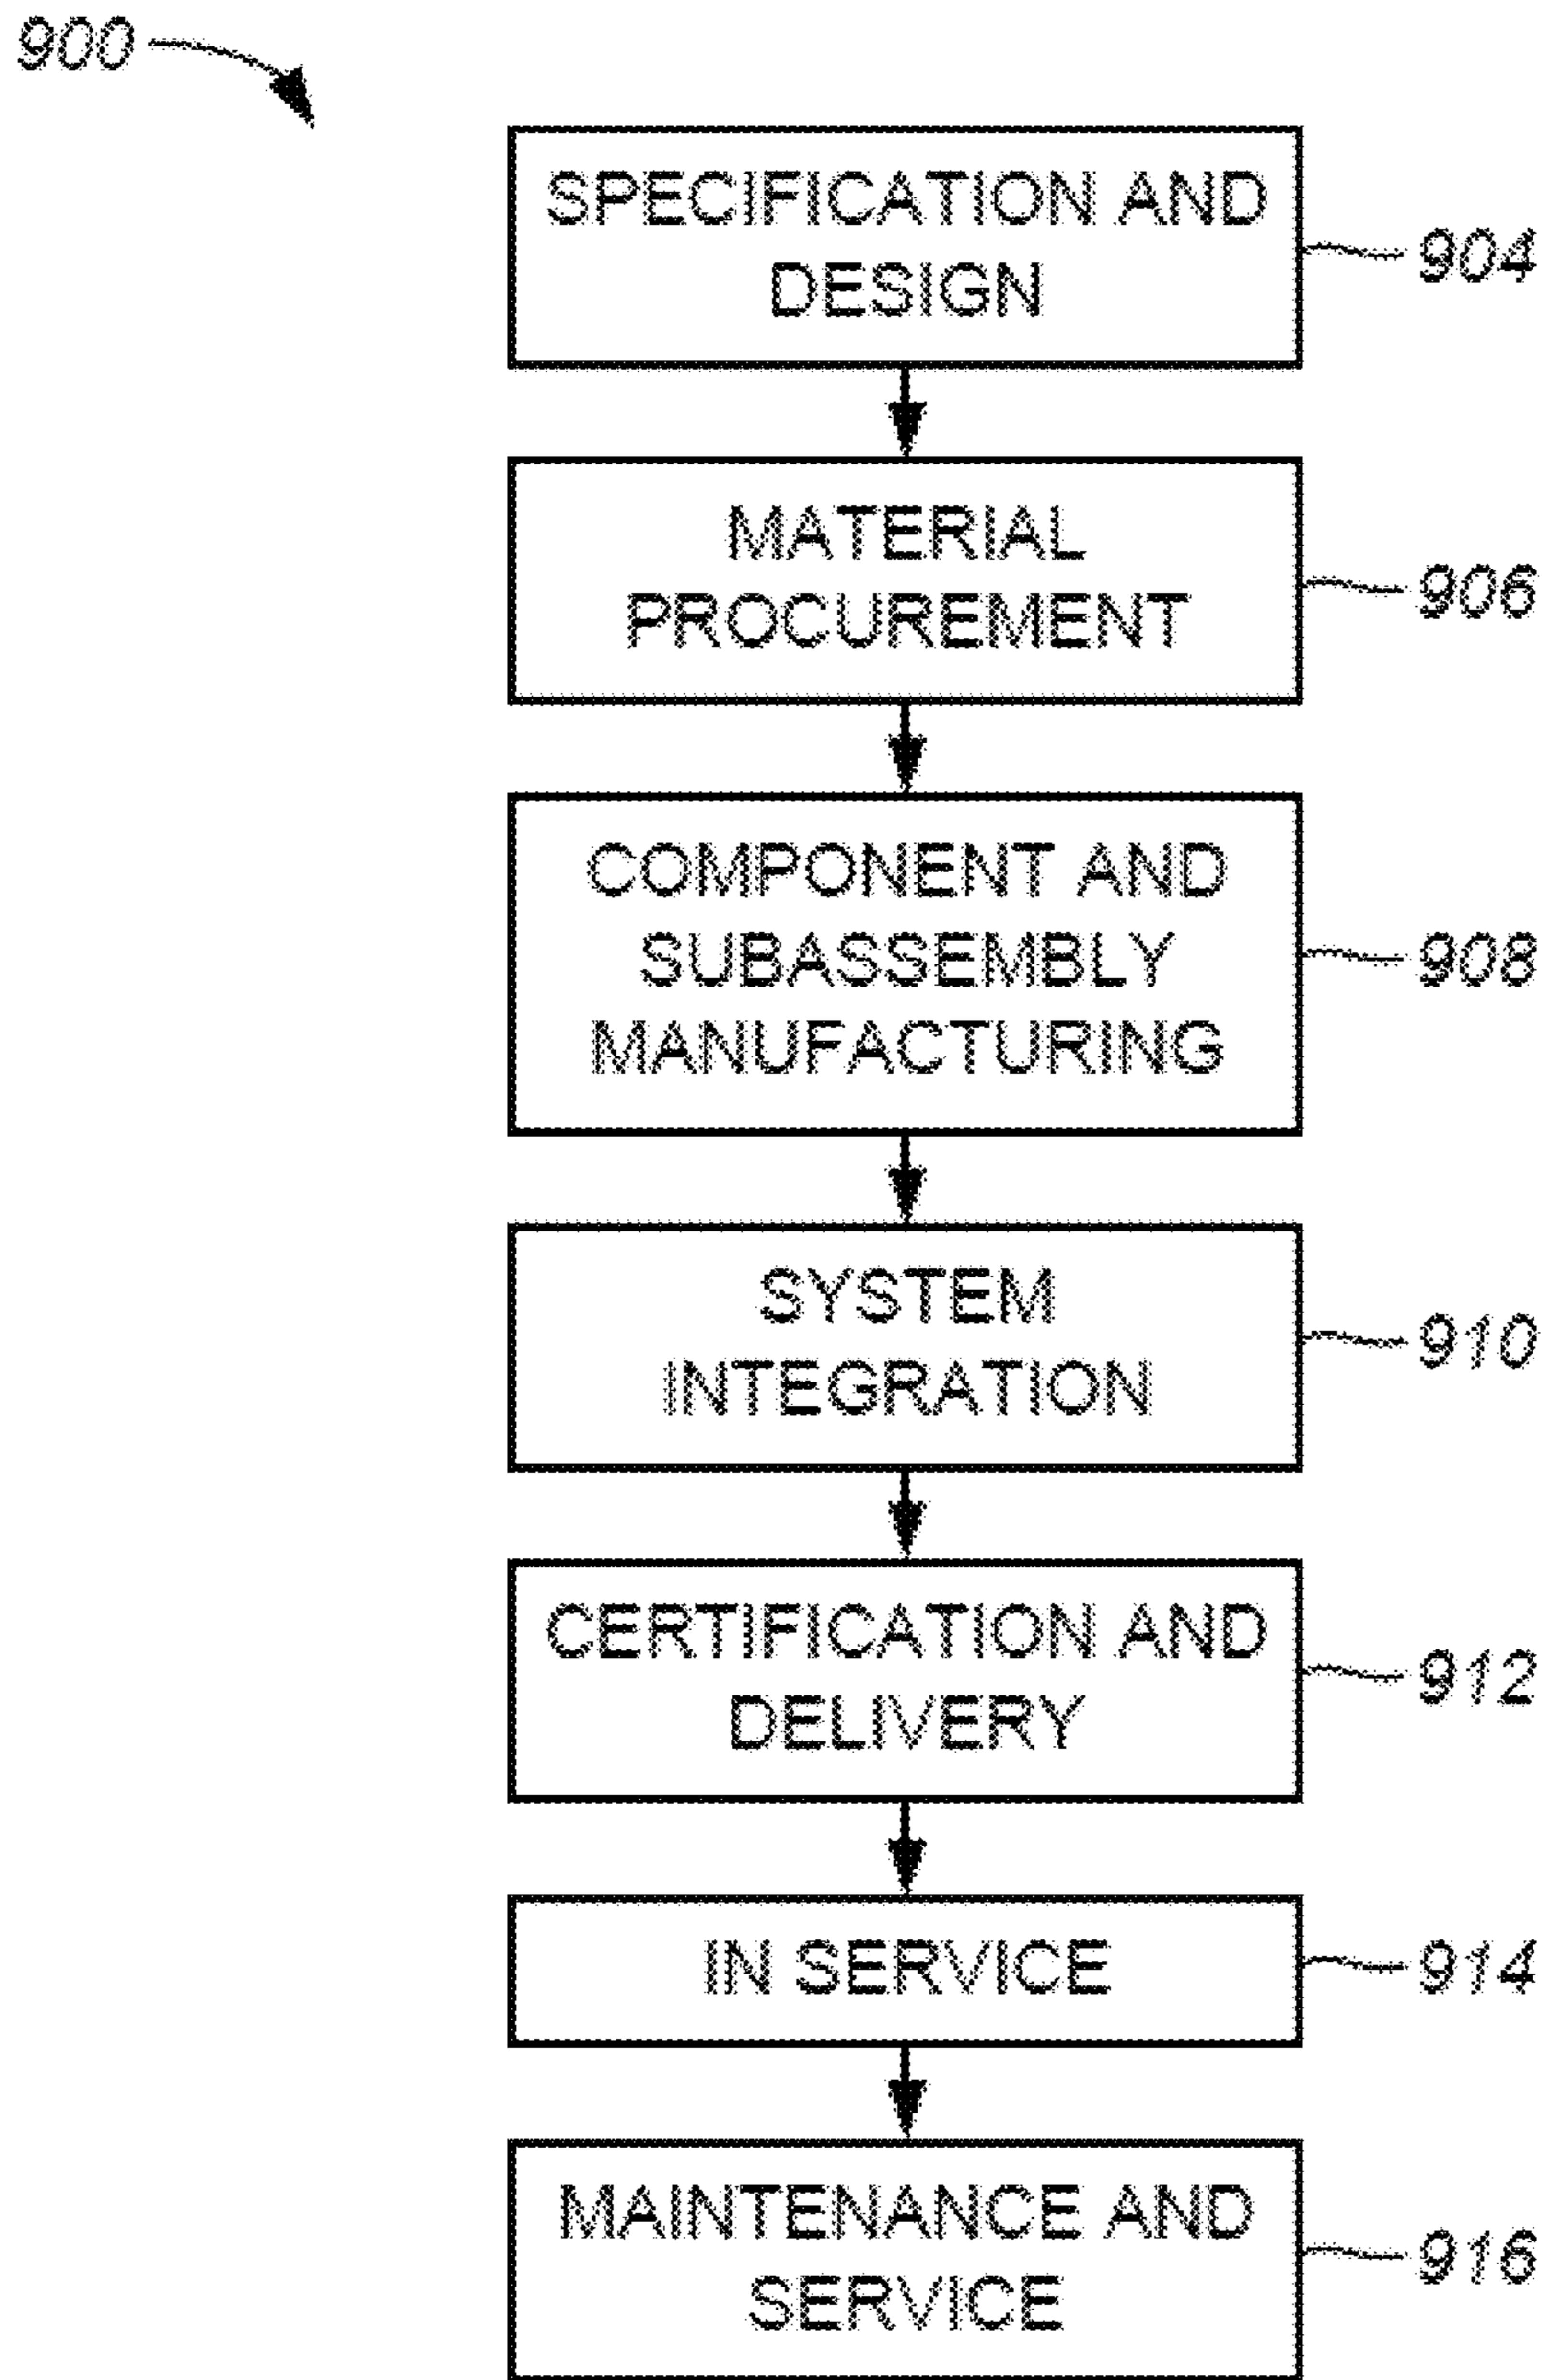 900
SPECIFICATION AND
DESIGN
904
MATERIAL
PROCUREMENT
906
COMPONENT AND
SUBASSEMBLY
MANUFACTURING
908
SYSTEM
INTEGRATION
910
CERTIFICATION AND
DELIVERY
912
IN SERVICE
914
MAINTENANCE AND
SERVICE
916